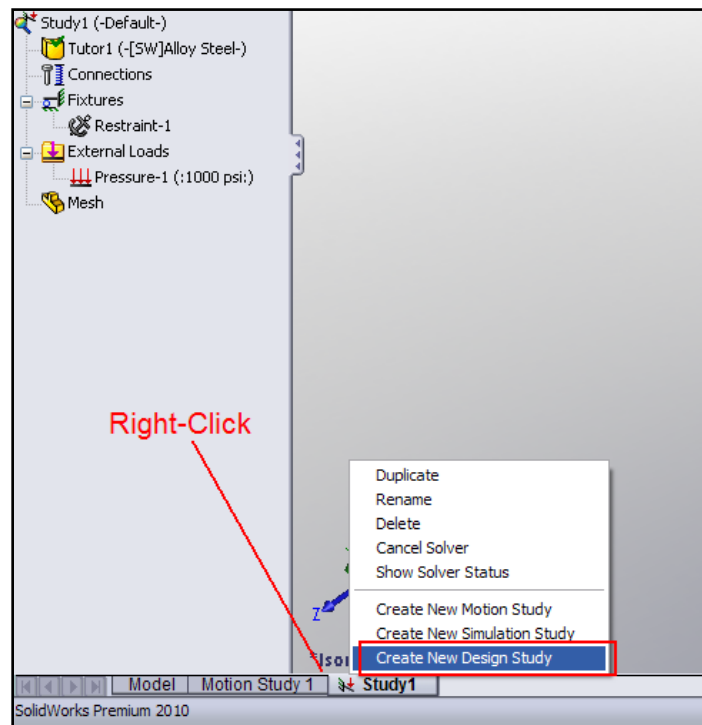 Study1 (-Default-)
Tutor1 (-[SW]Alloy Steel-)
Connections
Fixtures
Restraint-1
External Loads
Pressure-1 (:1000 psi:)
Mesh
Right-Click
Duplicate
Rename
Delete
Cancel Solver
Show Solver Status
Create New Motion Study
Create New Simulation Study
Create New Design Study
Z
*Iso
Model Motion Study 1 Study1
SolidWorks Premium 2010